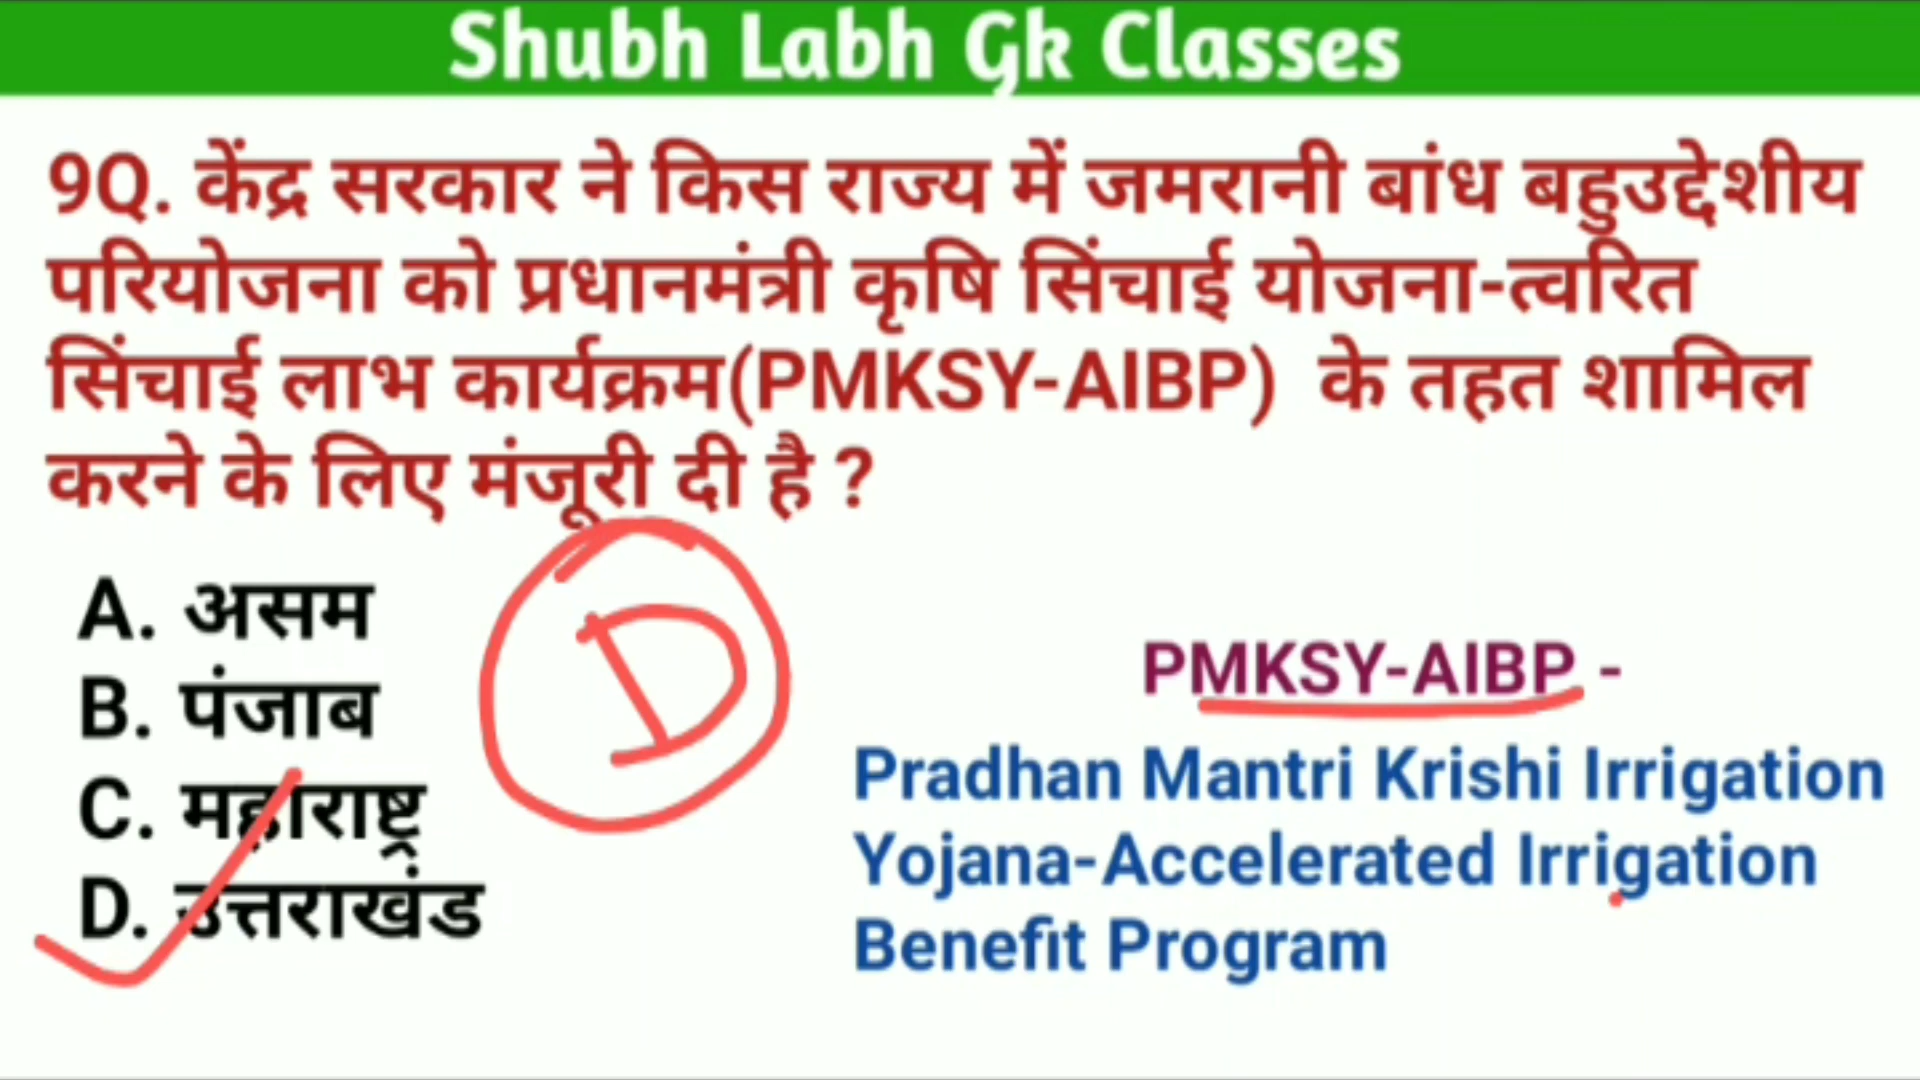 Shubh Labh Gk Classes
9Q. केंद्र सरकार ने किस राज्य में जमरानी बांध बहुउद्देशीय
परियोजना को प्रधानमंत्री कृषि सिंचाई योजना-त्वरित
सिंचाई लाभ कार्यक्रम(PMKSY-AIBP) के तहत शामिल
करने के लिए मंजूरी दी है ?
A. असम
B. पंजाब
C. महाराष्ट्र
D. उत्तराखंड
D
PMKSY-AIBP -
Pradhan Mantri Krishi Irrigation
Yojana-Accelerated Irrigation
Benefit Program